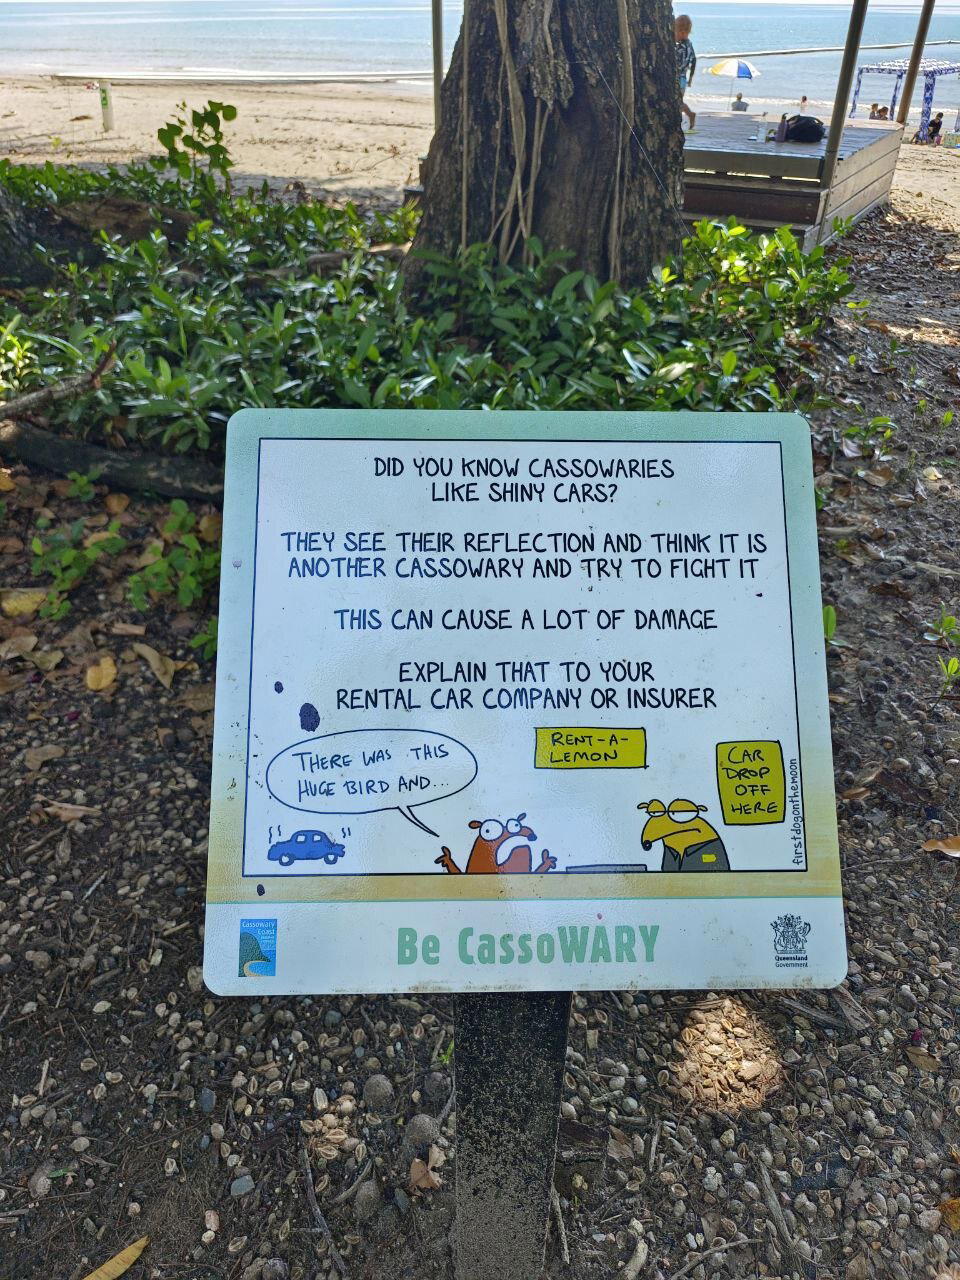 DID YOU KNOW CASSOWARIES
LIKE SHINY CARS?
THEY SEE THEIR REFLECTION AND THINK IT IS
ANOTHER CASSOWARY AND TRY TO FIGHT IT
THIS CAN CAUSE A LOT OF DAMAGE
EXPLAIN THAT TO YOUR
RENTAL CAR COMPANY OR INSURER
THERE WAS THIS
HUGE BIRD AND...
RENT-A-
LEMON
CAR
DROP
OFF
HERE
firstdogonthemoon
Cassowary
Coast
Be CassoWARY
Queensland
Government